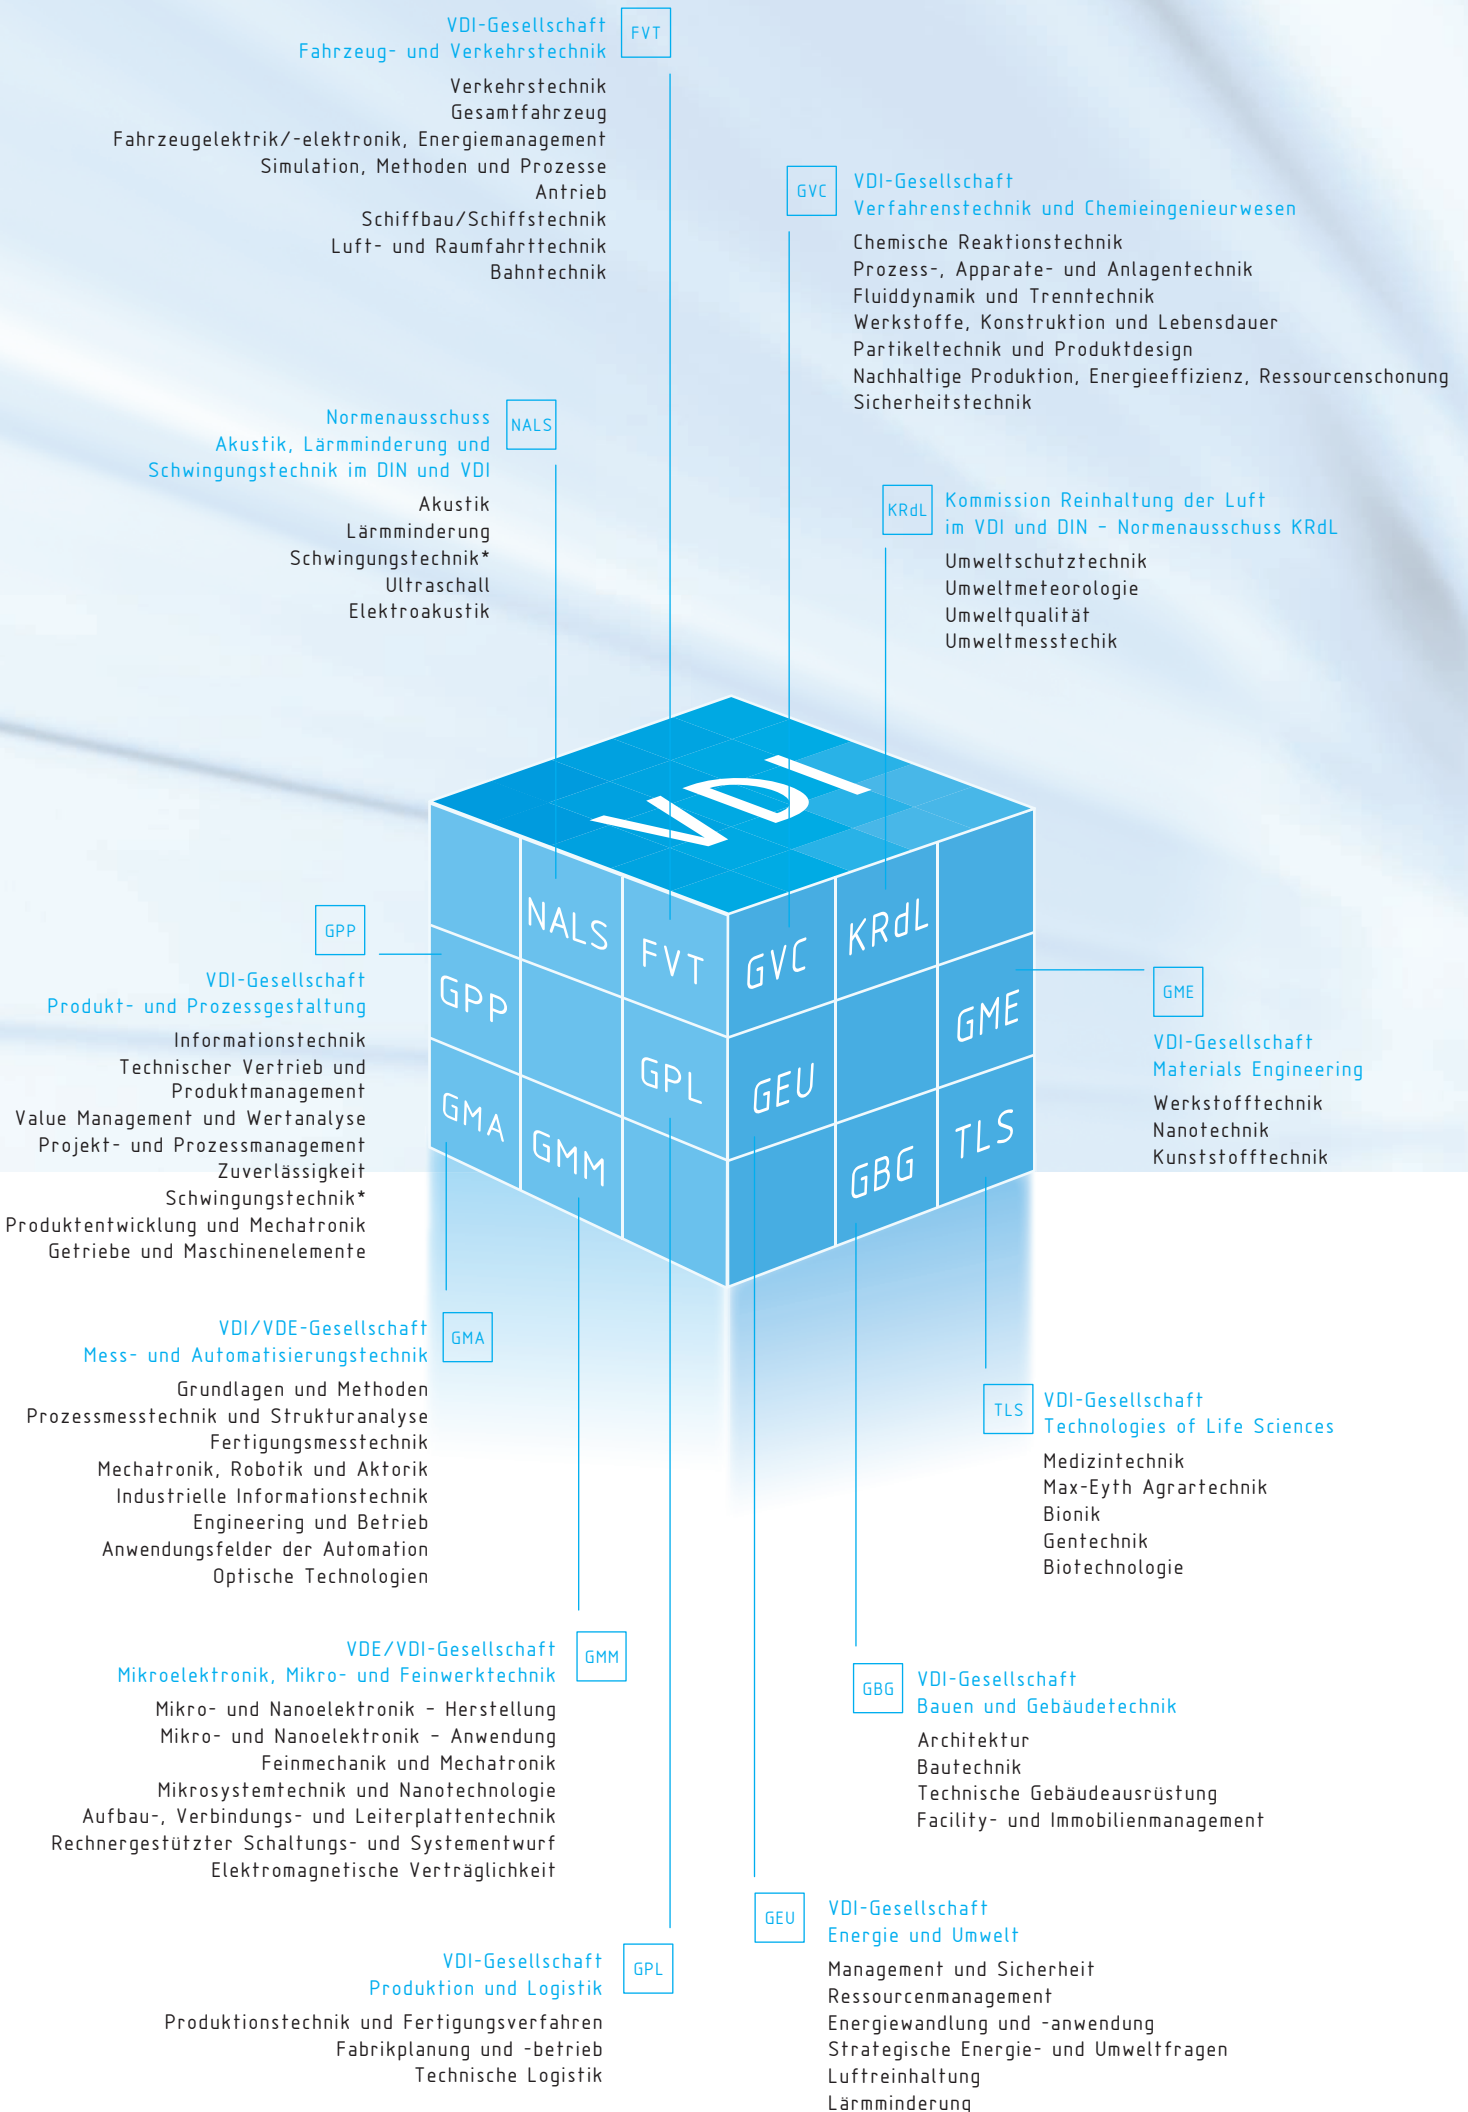 VDI-Gesellschaft
Fahrzeug- und Verkehrstechnik
FVT
Verkehrstechnik
Gesamtfahrzeug
Fahrzeugelektrik/-elektronik, Energiemanagement
Simulation, Methoden und Prozesse
Antrieb
Schiffbau/Schiffstechnik
Luft- und Raumfahrttechnik
Bahntechnik
GVC
VDI-Gesellschaft
Verfahrenstechnik und Chemieingenieurwesen
Chemische Reaktionstechnik
Prozess-, Apparate- und Anlagentechnik
Fluiddynamik und Trenntechnik
Werkstoffe, Konstruktion und Lebensdauer
Partikeltechnik und Produktdesign
Nachhaltige Produktion, Energieeffizienz, Ressourcenschonung
Sicherheitstechnik
Normenausschuss
Akustik, Lärmminderung und
Schwingungstechnik im DIN und VDI
NALS
Akustik
Lärmminderung
Schwingungstechnik*
Ultraschall
Elektroakustik
KRdL
Kommission Reinhaltung der Luft
im VDI und DIN – Normenausschuss KRdL
Umweltschutztechnik
Umweltmeteorologie
Umweltqualität
Umweltmesstechik
VDI
NALS
FVT
GVC
KRdL
GPP
GPL
GEU
GME
GMA
GMM
GBG
TLS
GPP
VDI-Gesellschaft
Produkt- und Prozessgestaltung
Informationstechnik
Technischer Vertrieb und
Produktmanagement
Value Management und Wertanalyse
Projekt- und Prozessmanagement
Zuverlässigkeit
Schwingungstechnik*
Produktentwicklung und Mechatronik
Getriebe und Maschinenelemente
GME
VDI-Gesellschaft
Materials Engineering
Werkstofftechnik
Nanotechnik
Kunststofftechnik
VDI/VDE-Gesellschaft
Mess- und Automatisierungstechnik
GMA
Grundlagen und Methoden
Prozessmesstechnik und Strukturanalyse
Fertigungsmesstechnik
Mechatronik, Robotik und Aktorik
Industrielle Informationstechnik
Engineering und Betrieb
Anwendungsfelder der Automation
Optische Technologien
TLS
VDI-Gesellschaft
Technologies of Life Sciences
Medizintechnik
Max-Eyth Agrartechnik
Bionik
Gentechnik
Biotechnologie
VDE/VDI-Gesellschaft
Mikroelektronik, Mikro- und Feinwerktechnik
GMM
Mikro- und Nanoelektronik – Herstellung
Mikro- und Nanoelektronik – Anwendung
Feinmechanik und Mechatronik
Mikrosystemtechnik und Nanotechnologie
Aufbau-, Verbindungs- und Leiterplattentechnik
Rechnergestützter Schaltungs- und Systementwurf
Elektromagnetische Verträglichkeit
GBG
VDI-Gesellschaft
Bauen und Gebäudetechnik
Architektur
Bautechnik
Technische Gebäudeausrüstung
Facility- und Immobilienmanagement
VDI-Gesellschaft
Produktion und Logistik
GPL
Produktionstechnik und Fertigungsverfahren
Fabrikplanung und -betrieb
Technische Logistik
GEU
VDI-Gesellschaft
Energie und Umwelt
Management und Sicherheit
Ressourcenmanagement
Energiewandlung und -anwendung
Strategische Energie- und Umweltfragen
Luftreinhaltung
Lärmminderung